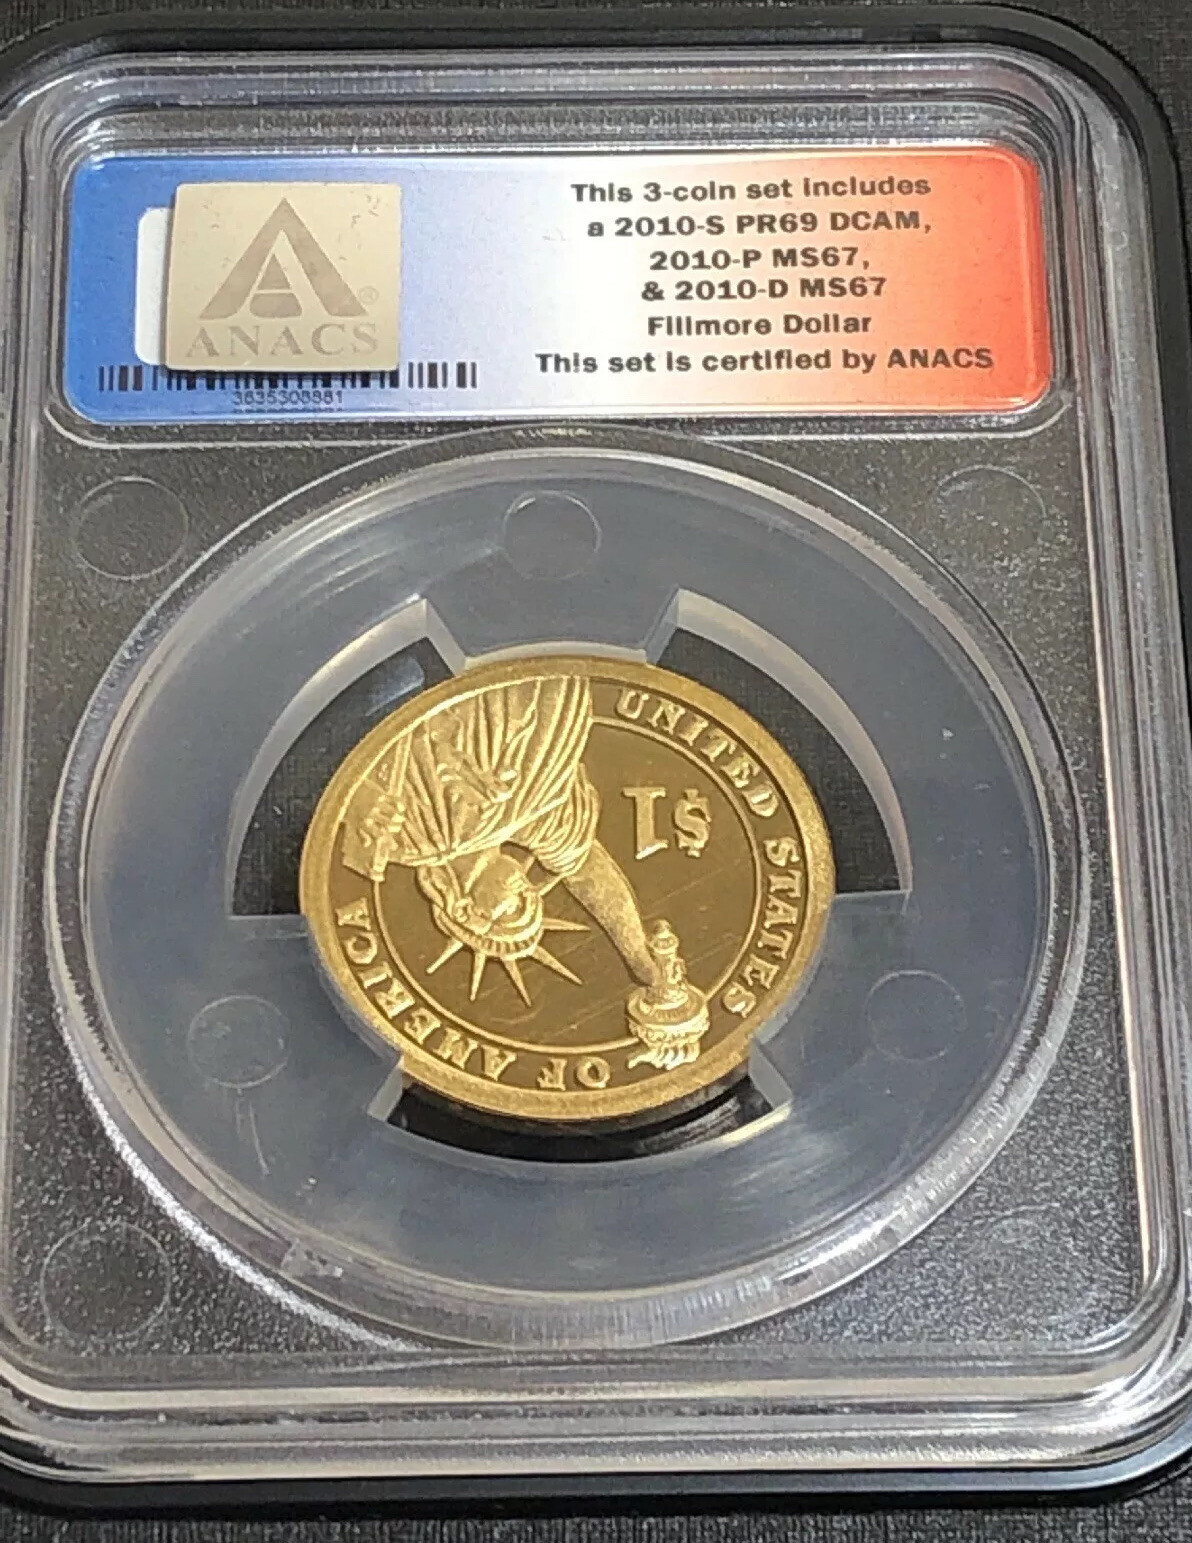 This 3-coin set includes
a 2010-S PR69 DCAM,
2010-P MS67,
& 2010-D MS67
Fillmore Dollar
This set is certified by ANACS
ANACS®
3635308881
UNITED STATES OF AMERICA
$1